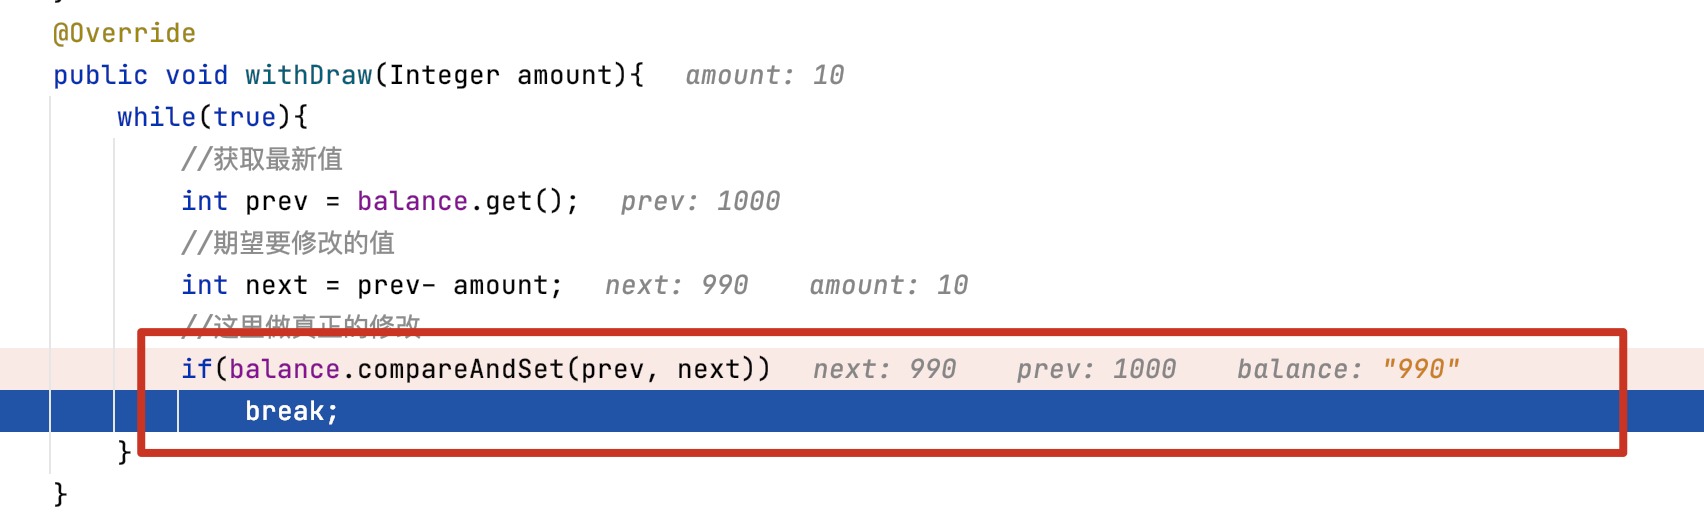 @Override
public void withDraw(Integer amount){ amount: 10
while(true){
//获取最新值
int prev = balance.get(); prev: 1000
//期望要修改的值
int next = prev- amount; next: 990 amount: 10
//这里做真正的修改
if(balance.compareAndSet(prev, next)) next: 990 prev: 1000 balance: "990"
break;
}
}